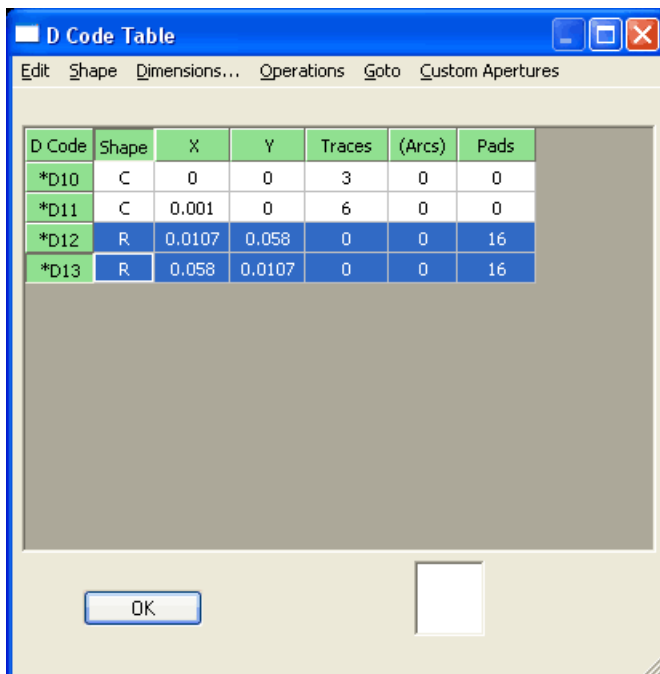 D Code Table
Edit Shape Dimensions... Operations Goto Custom Apertures
D Code Shape X Y Traces (Arcs) Pads
*D10 C 0 0 3 0 0
*D11 C 0.001 0 6 0 0
*D12 R 0.0107 0.058 0 0 16
*D13 R 0.058 0.0107 0 0 16
OK